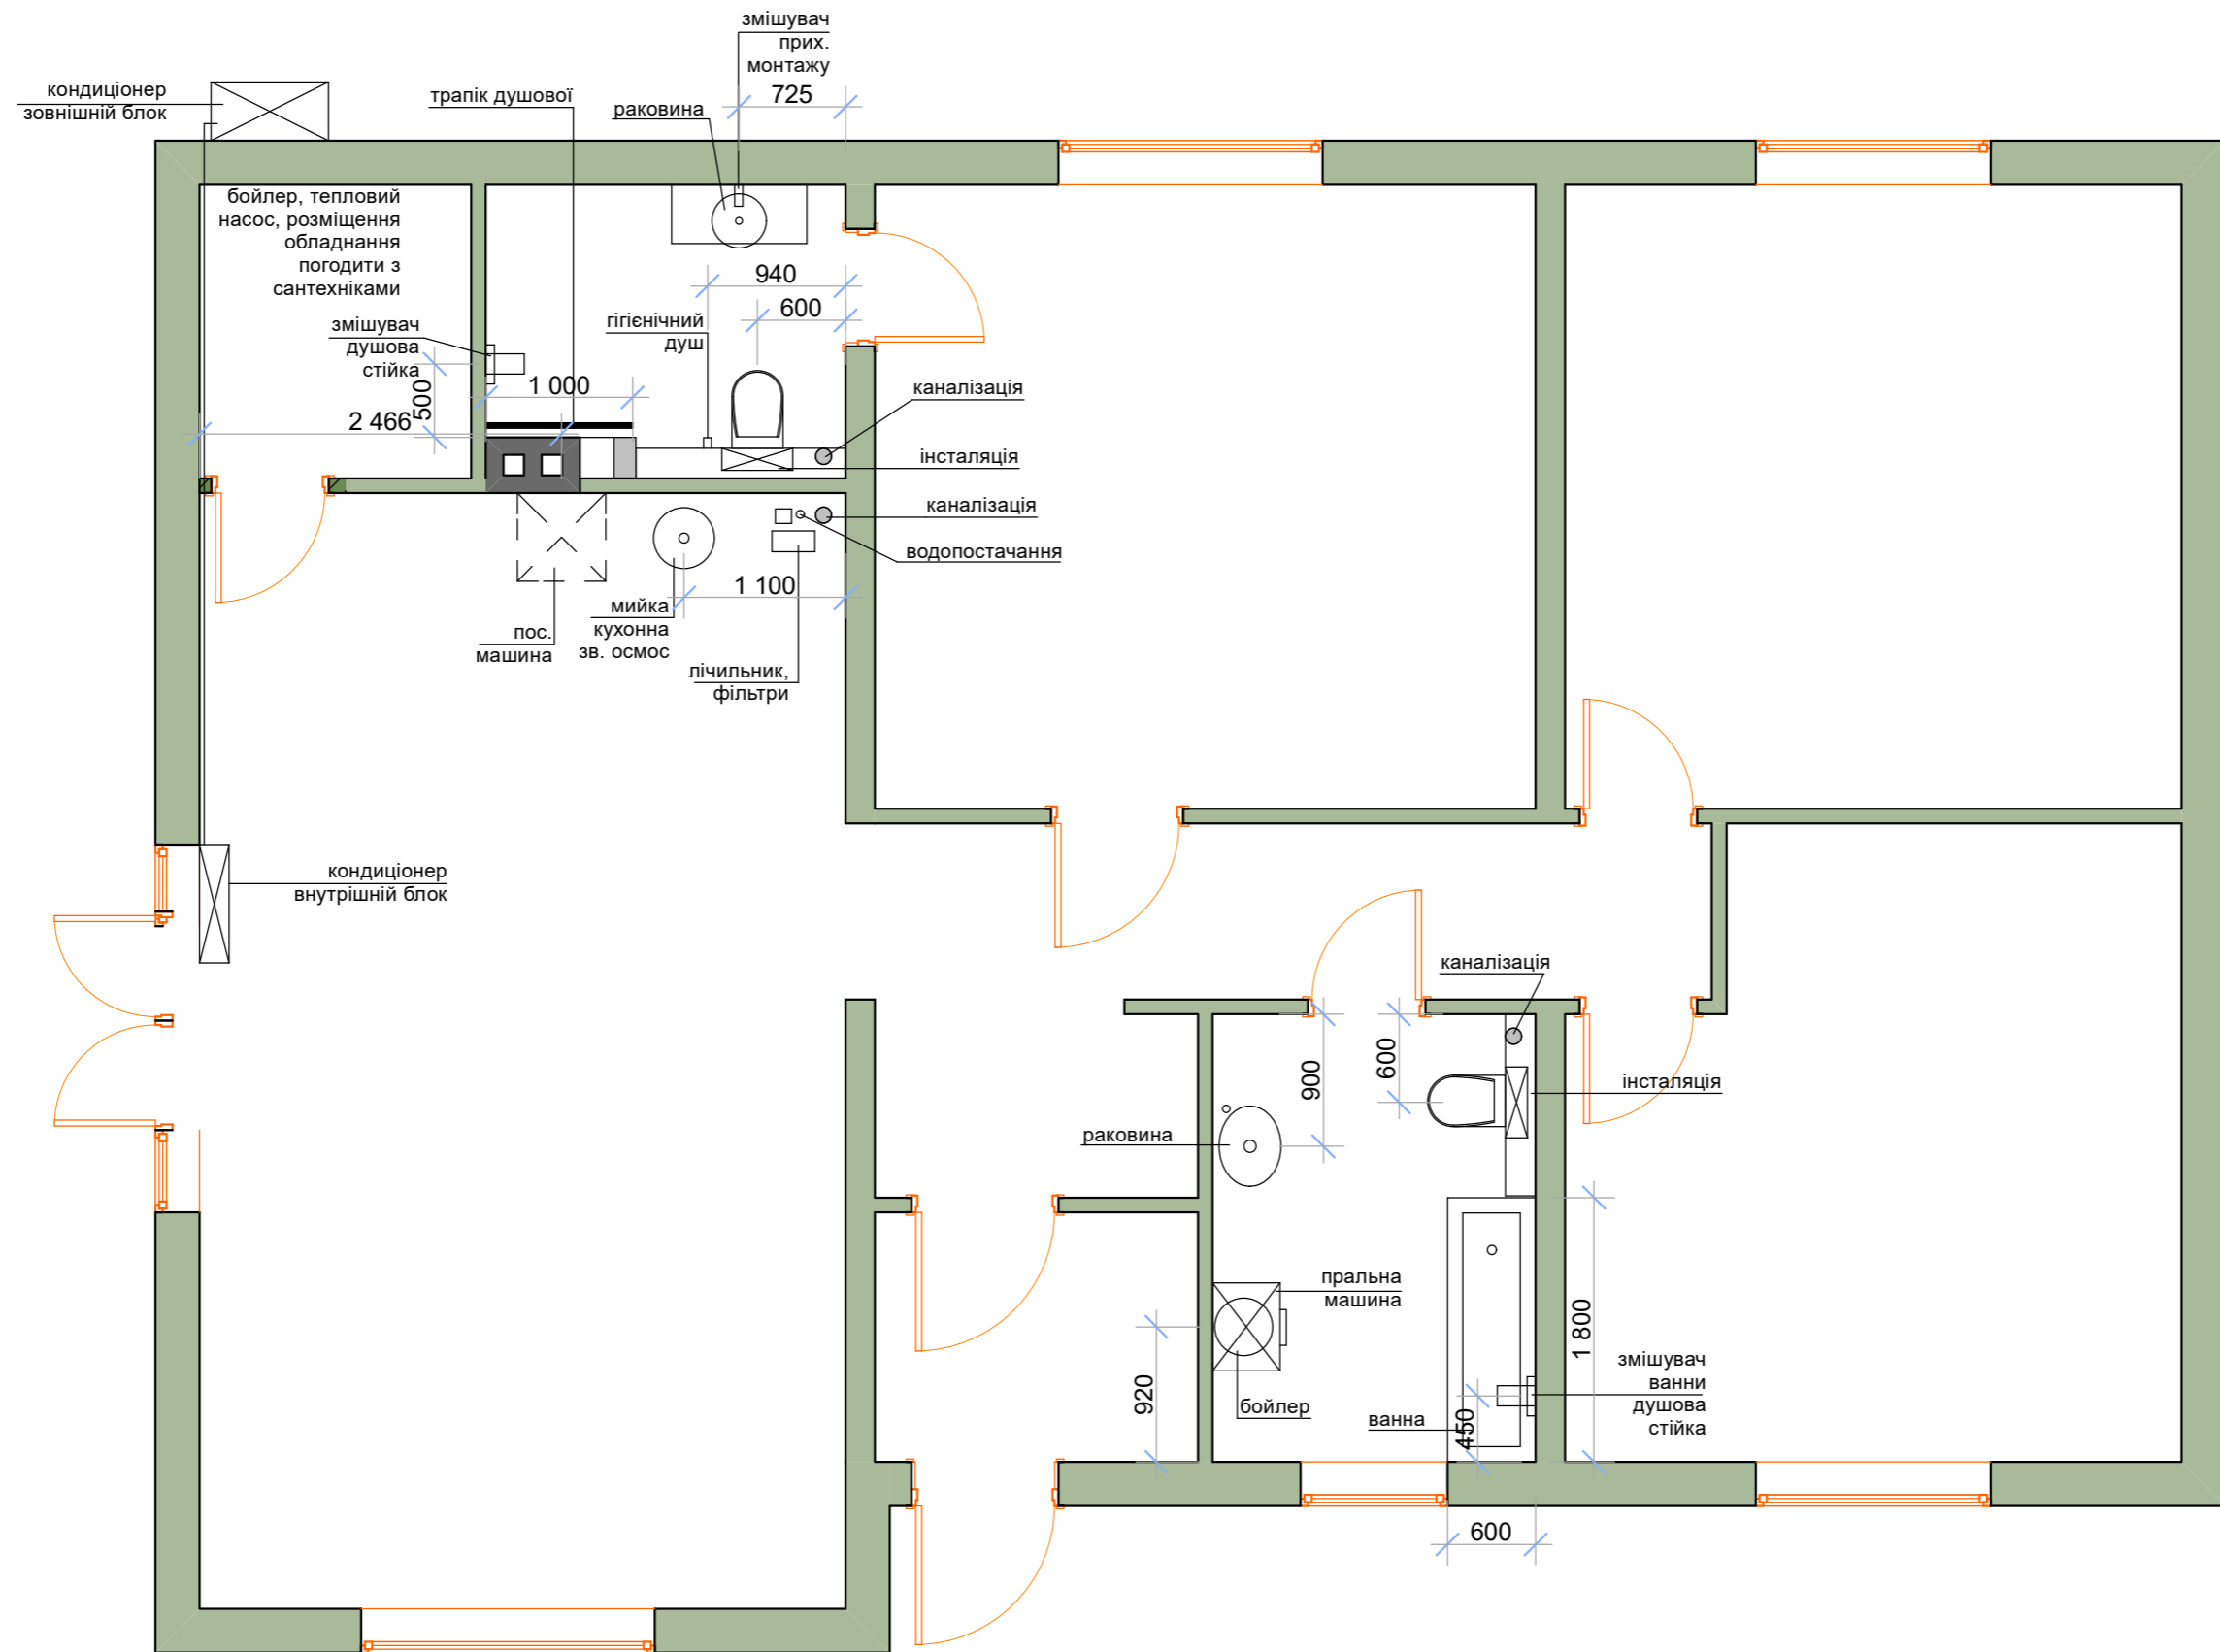 змішувач
прих.
монтажу
кондиціонер
зовнішній блок
трапік душової
раковина
725
бойлер, тепловий
насос, розміщення
обладнання
погодити з
сантехніками
940
600
гігієнічний
душ
змішувач
душова
стійка
500
1 000
2 466
каналізація
інсталяція
каналізація
водопостачання
1 100
мийка
кухонна
зв. осмос
пос.
машина
лічильник,
фільтри
кондиціонер
внутрішній блок
каналізація
900
600
інсталяція
раковина
пральна
машина
920
бойлер
ванна
450
1 800
змішувач
ванни
душова
стійка
600